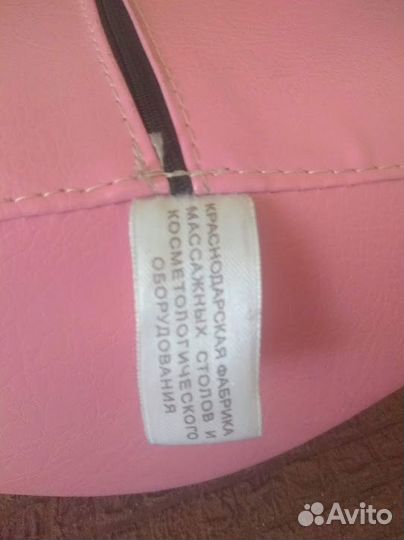 КРАСНОДАРСКАЯ ФАБРИКА
МАССАЖНЫХ СТОЛОВ И
КОСМЕТОЛОГИЧЕСКОГО
ОБОРУДОВАНИЯ
Avito